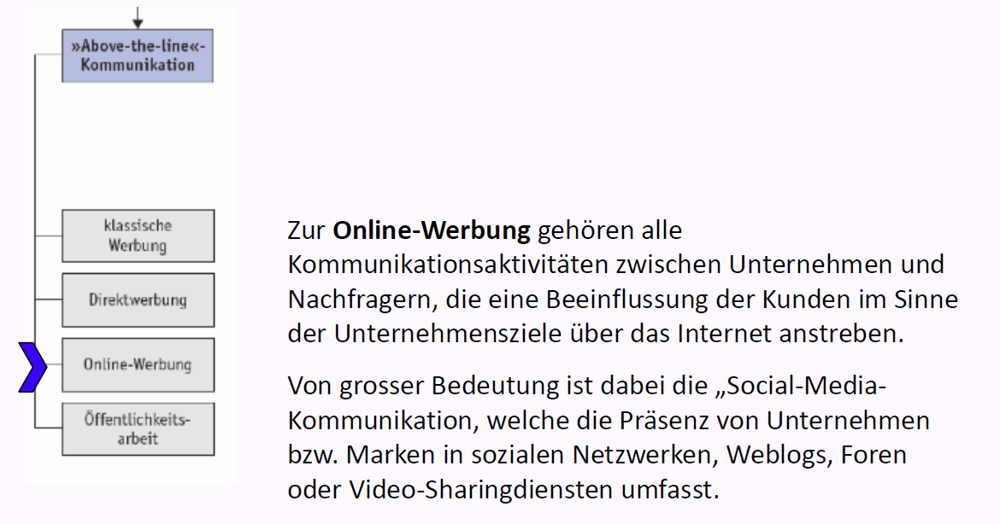 »Above-the-line«-
Kommunikation
klassische
Werbung
Direktwerbung
Online-Werbung
Öffentlichkeits-
arbeit
Zur Online-Werbung gehören alle
Kommunikationsaktivitäten zwischen Unternehmen und
Nachfragern, die eine Beeinflussung der Kunden im Sinne
der Unternehmensziele über das Internet anstreben.
Von grosser Bedeutung ist dabei die „Social-Media-
Kommunikation, welche die Präsenz von Unternehmen
bzw. Marken in sozialen Netzwerken, Weblogs, Foren
oder Video-Sharingdiensten umfasst.